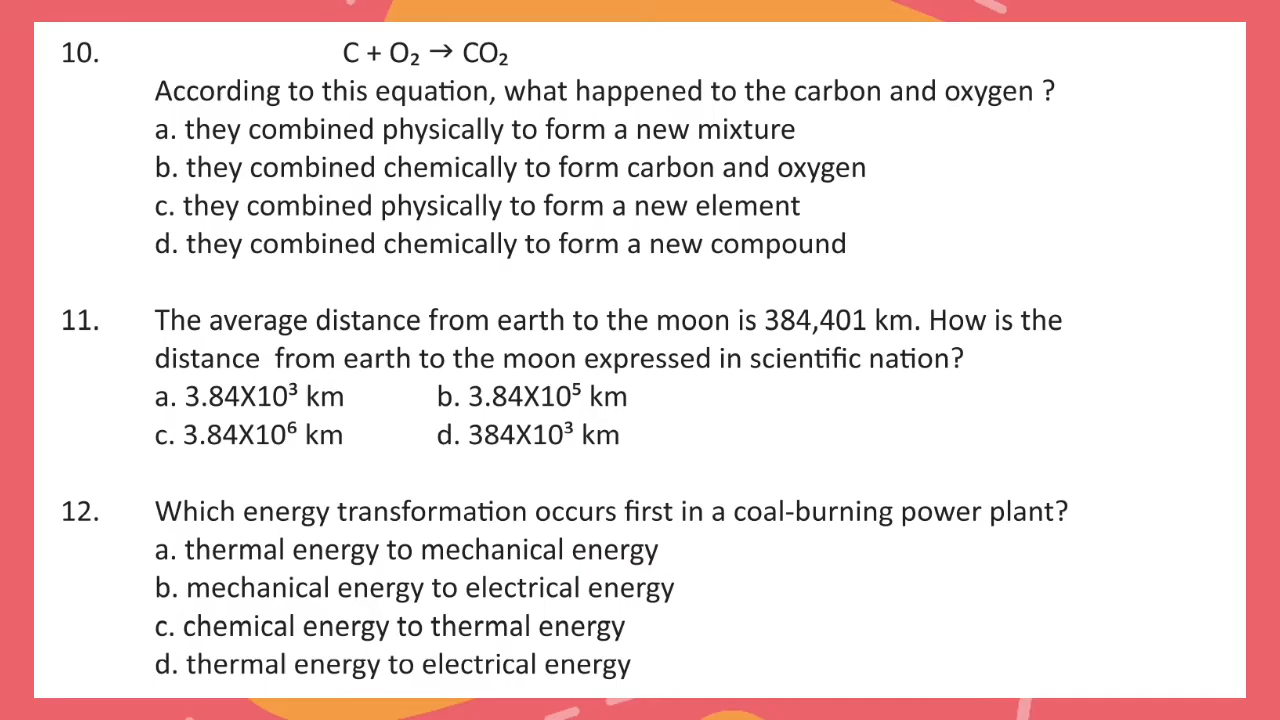 10. C + O₂ → CO₂
According to this equation, what happened to the carbon and oxygen ?
a. they combined physically to form a new mixture
b. they combined chemically to form carbon and oxygen
c. they combined physically to form a new element
d. they combined chemically to form a new compound
11. The average distance from earth to the moon is 384,401 km. How is the
distance from earth to the moon expressed in scientific nation?
a. 3.84X10³ km b. 3.84X10⁵ km
c. 3.84X10⁶ km d. 384X10³ km
12. Which energy transformation occurs first in a coal-burning power plant?
a. thermal energy to mechanical energy
b. mechanical energy to electrical energy
c. chemical energy to thermal energy
d. thermal energy to electrical energy